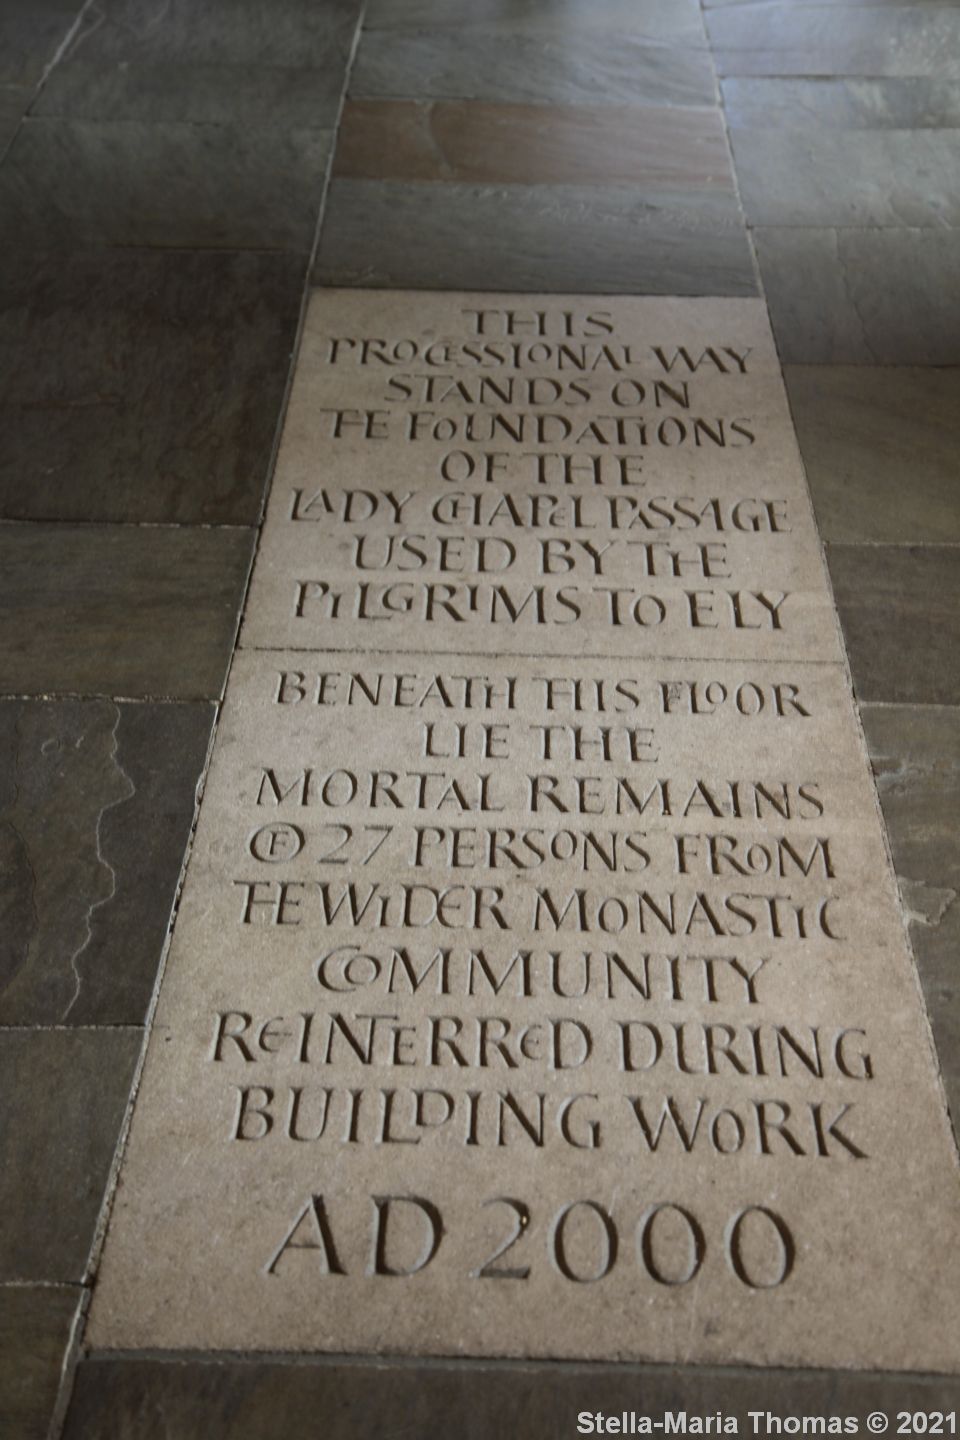 THIS
PROCESSIONAL WAY
STANDS ON
THE FOUNDATIONS
OF THE
LADY CHAPEL PASSAGE
USED BY THE
PILGRIMS TO ELY
BENEATH THIS FLOOR
LIE THE
MORTAL REMAINS
OF 27 PERSONS FROM
THE WIDER MONASTIC
COMMUNITY
REINTERRED DURING
BUILDING WORK
AD 2000
Stella-Maria Thomas © 2021